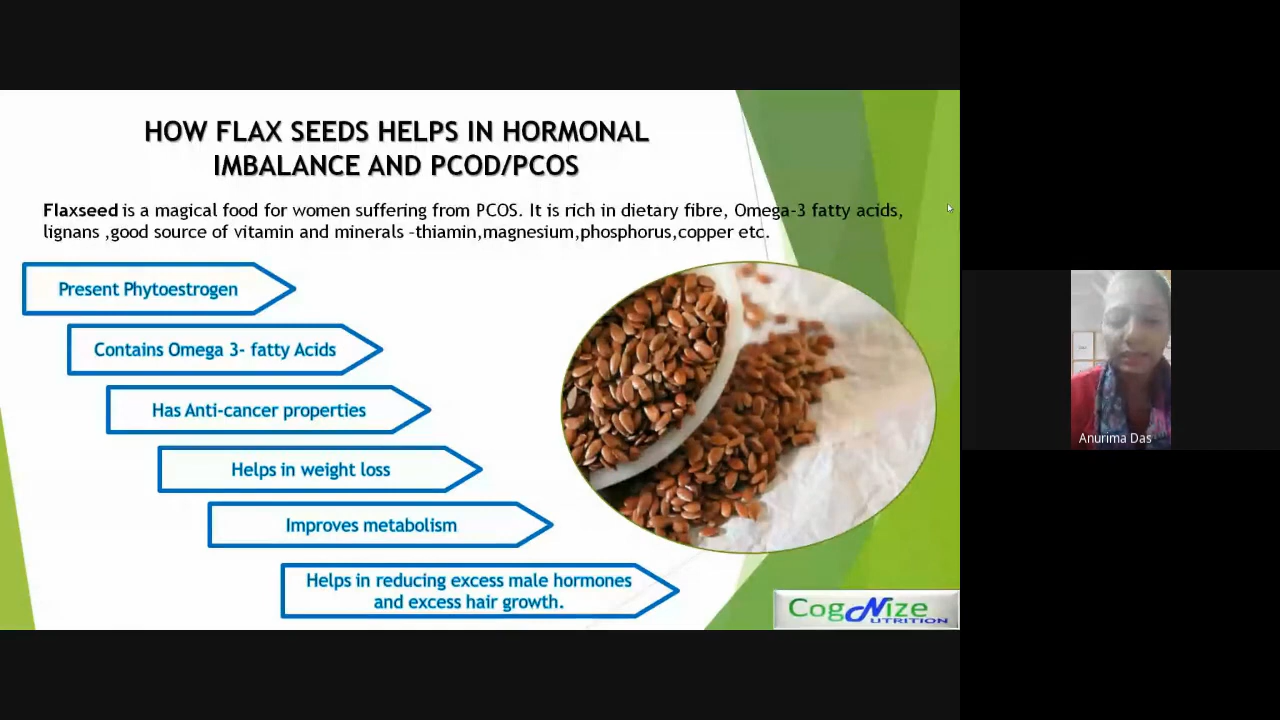 HOW FLAX SEEDS HELPS IN HORMONAL
IMBALANCE AND PCOD/PCOS
Flaxseed is a magical food for women suffering from PCOS. It is rich in dietary fibre, Omega-3 fatty acids,
lignans ,good source of vitamin and minerals -thiamin,magnesium,phosphorus,copper etc.
Present Phytoestrogen
Contains Omega 3- fatty Acids
Has Anti-cancer properties
Helps in weight loss
Improves metabolism
Helps in reducing excess male hormones
and excess hair growth.
CogNize
NUTRITION
Anurima Das